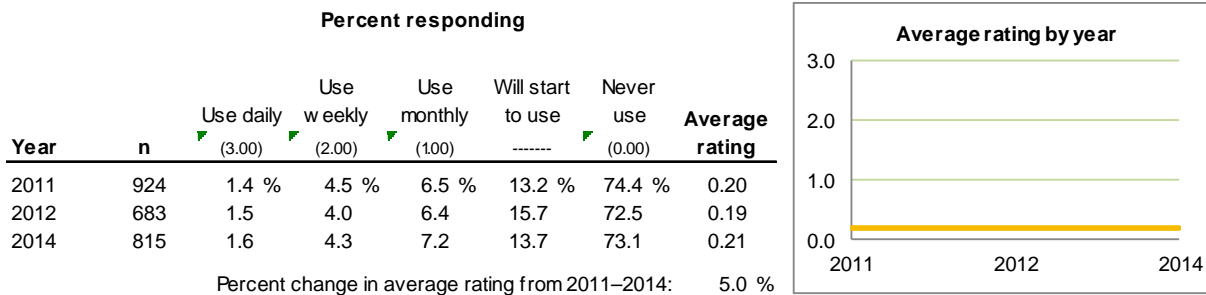 Percent responding
Use daily Use weekly Use monthly Will start to use Never use Average rating
Year n (3.00) (2.00) (1.00) ------- (0.00)
2011 924 1.4 % 4.5 % 6.5 % 13.2 % 74.4 % 0.20
2012 683 1.5 4.0 6.4 15.7 72.5 0.19
2014 815 1.6 4.3 7.2 13.7 73.1 0.21
Percent change in average rating from 2011–2014: 5.0 %
Average rating by year
3.0
2.0
1.0
0.0
2011 2012 2014